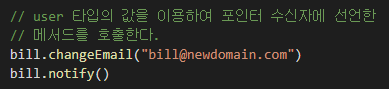 // user 타입의 값을 이용하여 포인터 수신자에 선언한
// 메서드를 호출한다.
bill.changeEmail("bill@newdomain.com")
bill.notify()